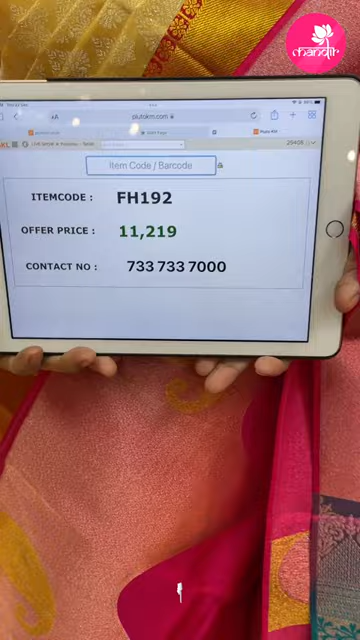 mandir
plutokm.com
Item Code / Barcode
ITEMCODE : FH192
OFFER PRICE : 11,219
CONTACT NO : 733 733 7000